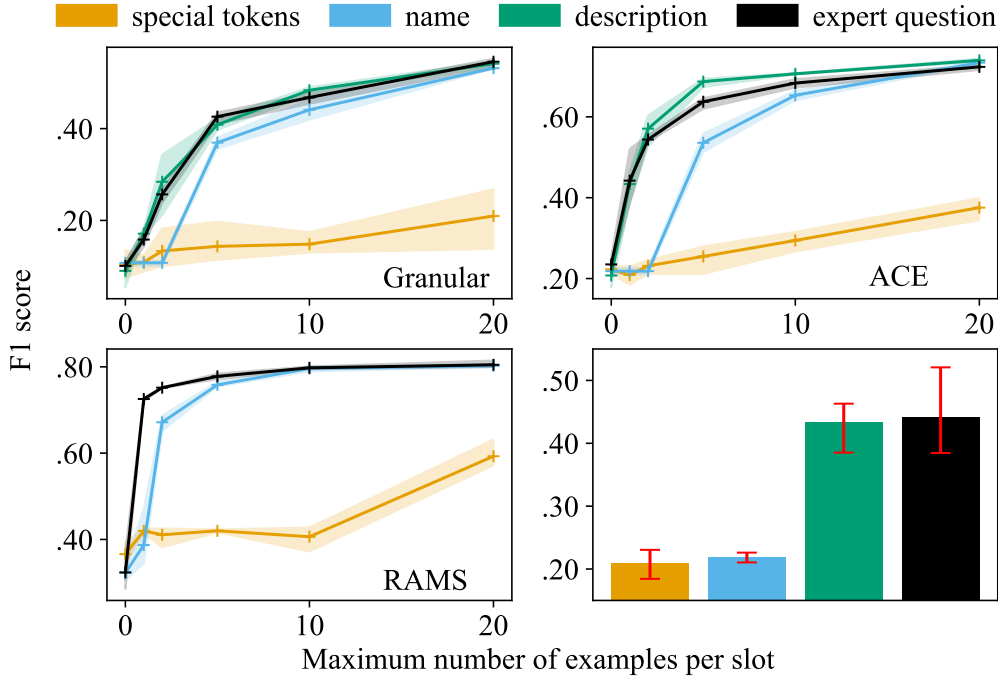 special tokens name description expert question
.40
.20
Granular
0 10 20
.60
.40
.20
ACE
0 10 20
F1 score
.80
.60
.40
RAMS
0 10 20
.50
.40
.30
.20
Maximum number of examples per slot